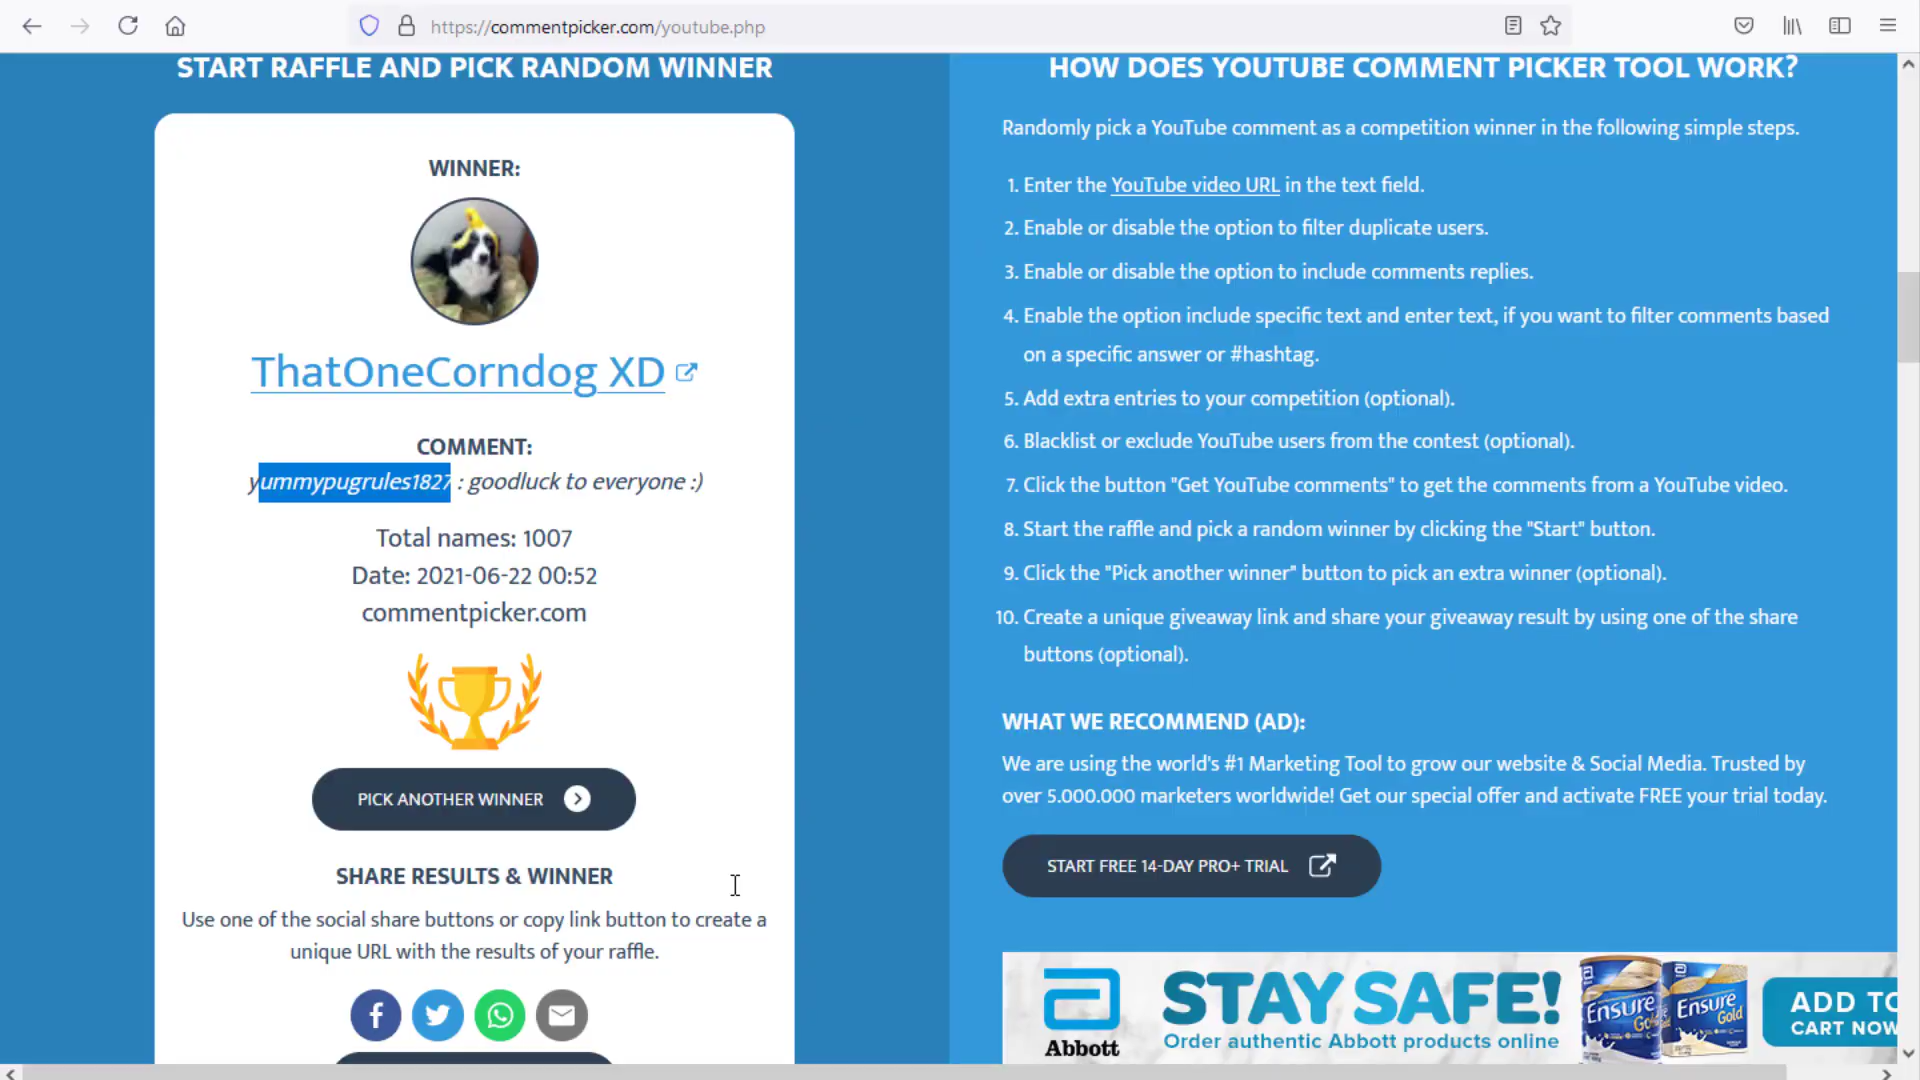 https://commentpicker.com/youtube.php
START RAFFLE AND PICK RANDOM WINNER
WINNER:
ThatOneCorndog XD
COMMENT:
yummypugrules1827 : goodluck to everyone :)
Total names: 1007
Date: 2021-06-22 00:52
commentpicker.com
PICK ANOTHER WINNER
SHARE RESULTS & WINNER
Use one of the social share buttons or copy link button to create a
unique URL with the results of your raffle.
HOW DOES YOUTUBE COMMENT PICKER TOOL WORK?
Randomly pick a YouTube comment as a competition winner in the following simple steps.
1. Enter the YouTube video URL in the text field.
2. Enable or disable the option to filter duplicate users.
3. Enable or disable the option to include comments replies.
4. Enable the option include specific text and enter text, if you want to filter comments based
on a specific answer or #hashtag.
5. Add extra entries to your competition (optional).
6. Blacklist or exclude YouTube users from the contest (optional).
7. Click the button "Get YouTube comments" to get the comments from a YouTube video.
8. Start the raffle and pick a random winner by clicking the "Start" button.
9. Click the "Pick another winner" button to pick an extra winner (optional).
10. Create a unique giveaway link and share your giveaway result by using one of the share
buttons (optional).
WHAT WE RECOMMEND (AD):
We are using the world's #1 Marketing Tool to grow our website & Social Media. Trusted by
over 5.000.000 marketers worldwide! Get our special offer and activate FREE your trial today.
START FREE 14-DAY PRO+ TRIAL
Abbott
STAY SAFE!
Order authentic Abbott products online
Ensure
Gold
Ensure
Gold
ADD TO
CART NOW